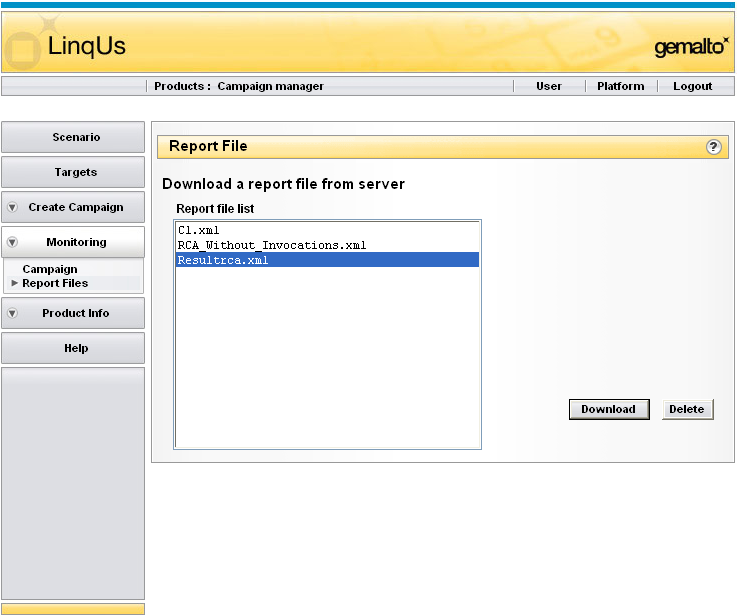 LinqUs
gemalto
Products : Campaign manager
User
Platform
Logout
Scenario
Targets
Create Campaign
Monitoring
Campaign
Report Files
Product Info
Help
Report File
?
Download a report file from server
Report file list
Cl.xml
RCA_Without_Invocations.xml
Resultrca.xml
Download
Delete